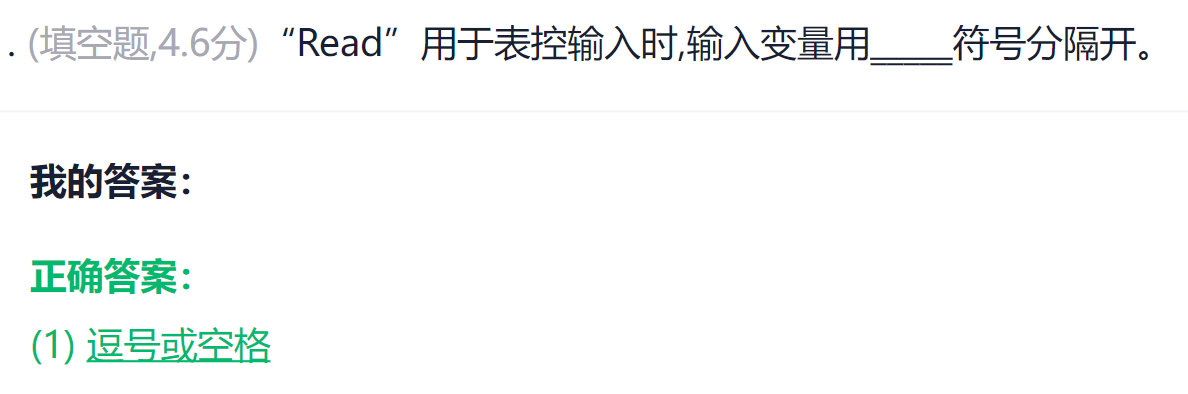 . (填空题,4.6分)“Read”用于表控输入时,输入变量用_____符号分隔开。
我的答案：
正确答案：
(1) 逗号或空格